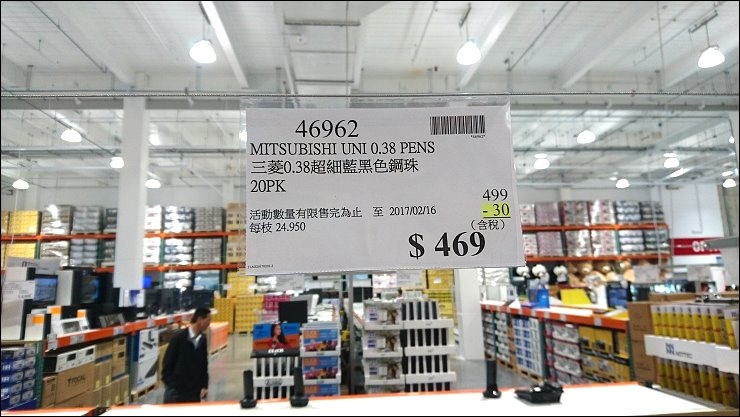 46962
*46962*
MITSUBISHI UNI 0.38 PENS
三菱0.38超細藍黑色鋼珠
20PK
499
- 30
活動數量有限售完為止 至 2017/02/16
(含稅)
每枝 24.950
$ 469